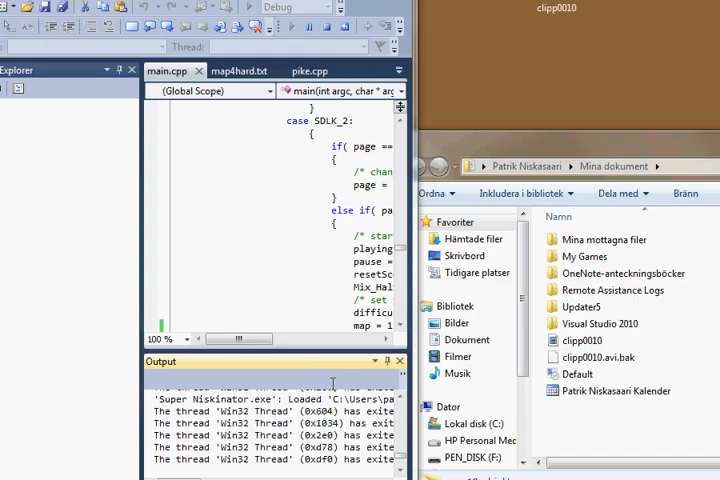 clipp0010
Debug
Thread:
Explorer
main.cpp
map4hard.txt
pike.cpp
(Global Scope)
main(int argc, char * arg
}
case SDLK_2:
{
if( page ==
{
/* chan
page =
}
else if( pa
{
/* star
playing
pause =
resetSco
Mix_Hal
/* set
difficu
map = 1
100 %
Output
'Super Niskinator.exe': Loaded 'C:\Users\pa
The thread 'Win32 Thread' (0x604) has exite
The thread 'Win32 Thread' (0x1034) has exite
The thread 'Win32 Thread' (0x2e0) has exite
The thread 'Win32 Thread' (0xd78) has exite
The thread 'Win32 Thread' (0xdf0) has exite
Patrik Niskasaari
Mina dokument
Ordna
Inkludera i bibliotek
Dela med
Bränn
Favoriter
Hämtade filer
Skrivbord
Tidigare platser
Bibliotek
Bilder
Dokument
Filmer
Musik
Dator
Lokal disk (C:)
HP Personal Med
PEN_DISK (F:)
Namn
Mina mottagna filer
My Games
OneNote-anteckningsböcker
Remote Assistance Logs
Updater5
Visual Studio 2010
clipp0010
clipp0010.avi.bak
Default
Patrik Niskasaari Kalender